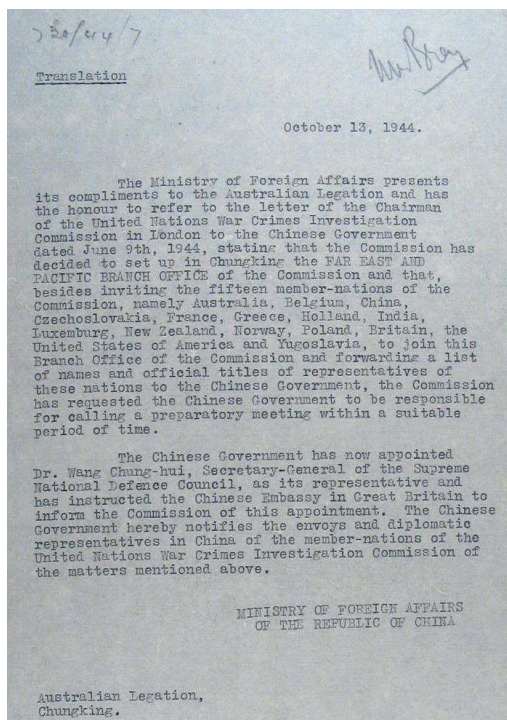 730/44/7
Translation
October 13, 1944.
The Ministry of Foreign Affairs presents
its compliments to the Australian Legation and has
the honour to refer to the letter of the Chairman
of the United Nations War Crimes Investigation
Commission in London to the Chinese Government
dated June 9th, 1944, stating that the Commission has
decided to set up in Chungking the FAR EAST AND
PACIFIC BRANCH OFFICE of the Commission and that,
besides inviting the fifteen member-nations of the
Commission, namely Australia, Belgium, China,
Czechoslovakia, France, Greece, Holland, India,
Luxemburg, New Zealand, Norway, Poland, Britain, the
United States of America and Yugoslavia, to join this
Branch Office of the Commission and forwarding a list
of names and official titles of representatives of
these nations to the Chinese Government, the Commission
has requested the Chinese Government to be responsible
for calling a preparatory meeting within a suitable
period of time.
The Chinese Government has now appointed
Dr. Wang Chung-hui, Secretary-General of the Supreme
National Defence Council, as its representative and
has instructed the Chinese Embassy in Great Britain to
inform the Commission of this appointment. The Chinese
Government hereby notifies the envoys and diplomatic
representatives in China of the member-nations of the
United Nations War Crimes Investigation Commission of
the matters mentioned above.
MINISTRY OF FOREIGN AFFAIRS
OF THE REPUBLIC OF CHINA
Australian Legation,
Chungking.